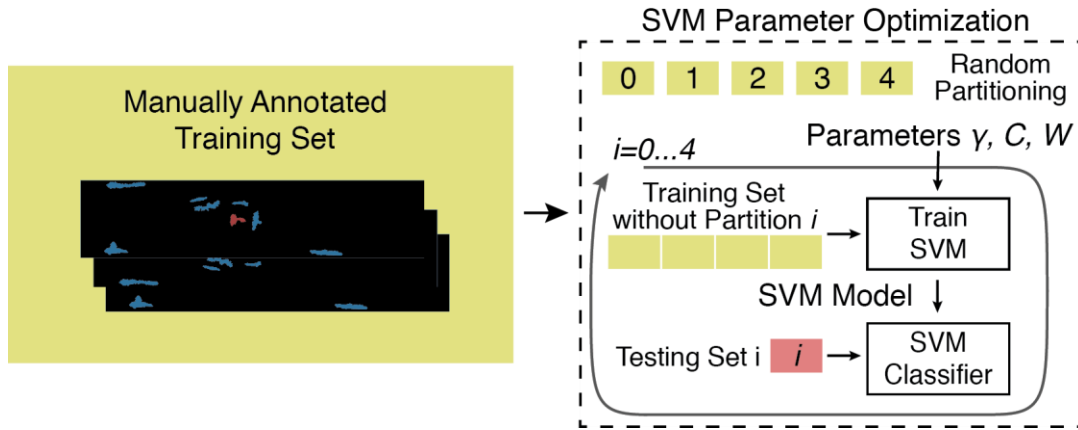 SVM Parameter Optimization
Manually Annotated
Training Set
0 1 2 3 4
Random
Partitioning
Parameters γ, C, W
i=0...4
Training Set
without Partition i
Train
SVM
SVM Model
Testing Set i
i
SVM
Classifier